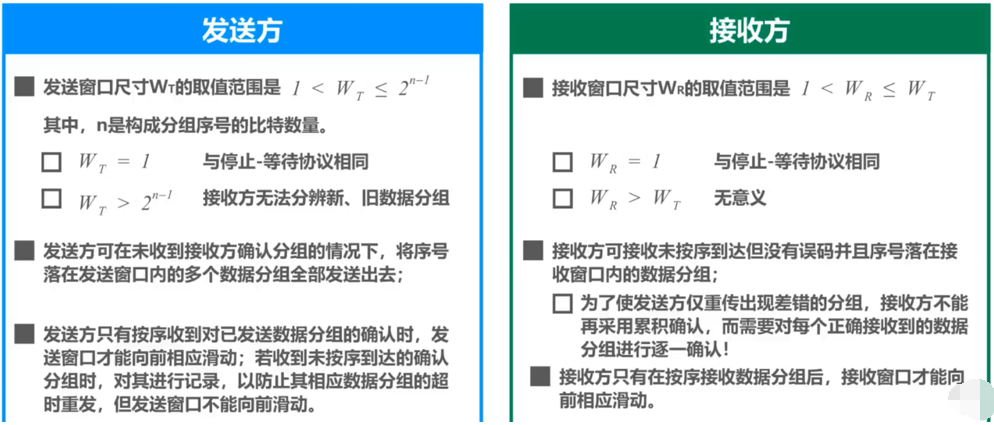 发送方
发送窗口尺寸WT的取值范围是 1 < W_T ≤ 2^{n-1}
其中，n是构成分组序号的比特数量。
W_T = 1 与停止-等待协议相同
W_T > 2^{n-1} 接收方无法分辨新、旧数据分组
发送方可在未收到接收方确认分组的情况下，将序号
落在发送窗口内的多个数据分组全部发送出去；
发送方只有按序收到对已发送数据分组的确认时，发
送窗口才能向前相应滑动；若收到未按序到达的确认
分组时，对其进行记录，以防止其相应数据分组的超
时重发，但发送窗口不能向前滑动。
接收方
接收窗口尺寸WR的取值范围是 1 < W_R ≤ W_T
W_R = 1 与停止-等待协议相同
W_R > W_T 无意义
接收方可接收未按序到达但没有误码并且序号落在接
收窗口内的数据分组；
为了使发送方仅重传出现差错的分组，接收方不能
再采用累积确认，而需要对每个正确接收到的数据
分组进行逐一确认！
接收方只有在按序接收数据分组后，接收窗口才能向
前相应滑动。